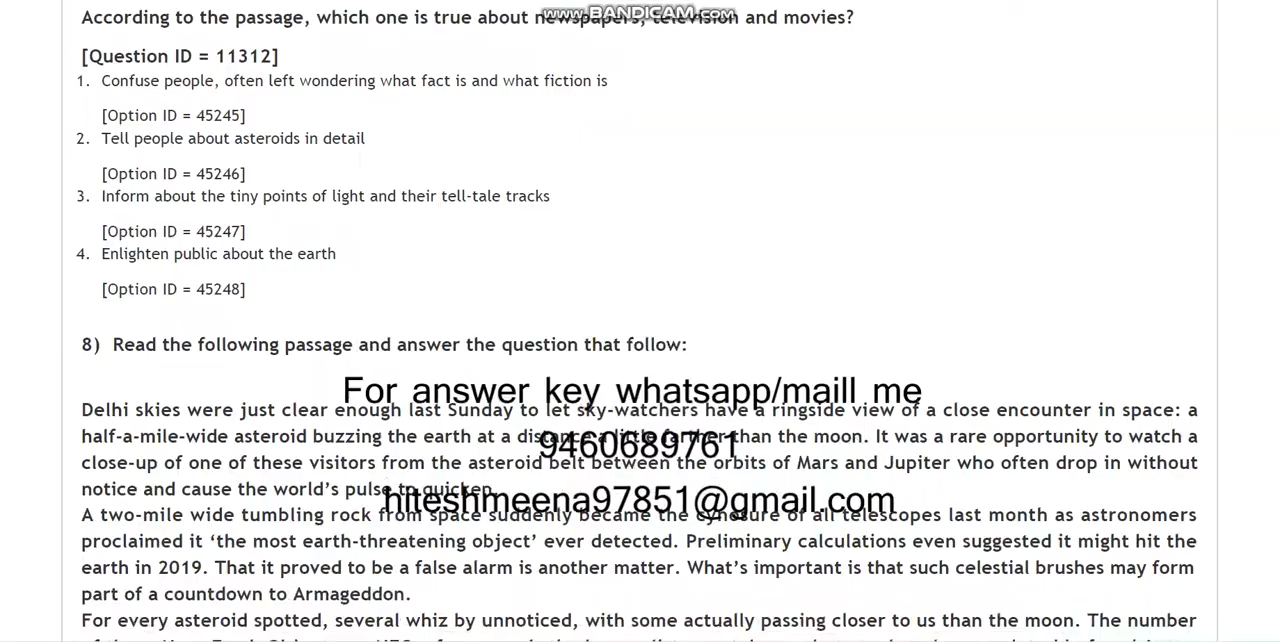 According to the passage, which one is true about newspapers, television and movies?
www.BANDICAM.com
[Question ID = 11312]
1. Confuse people, often left wondering what fact is and what fiction is
[Option ID = 45245]
2. Tell people about asteroids in detail
[Option ID = 45246]
3. Inform about the tiny points of light and their tell-tale tracks
[Option ID = 45247]
4. Enlighten public about the earth
[Option ID = 45248]
8) Read the following passage and answer the question that follow:
For answer key whatsapp/maill me
Delhi skies were just clear enough last Sunday to let sky-watchers have a ringside view of a close encounter in space: a
half-a-mile-wide asteroid buzzing the earth at a distance a little farther than the moon. It was a rare opportunity to watch a
9460689761
close-up of one of these visitors from the asteroid belt between the orbits of Mars and Jupiter who often drop in without
notice and cause the world's pulse to quicken.
hiteshmeena97851@gmail.com
A two-mile wide tumbling rock from space suddenly became the cynosure of all telescopes last month as astronomers
proclaimed it 'the most earth-threatening object' ever detected. Preliminary calculations even suggested it might hit the
earth in 2019. That it proved to be a false alarm is another matter. What's important is that such celestial brushes may form
part of a countdown to Armageddon.
For every asteroid spotted, several whiz by unnoticed, with some actually passing closer to us than the moon. The number